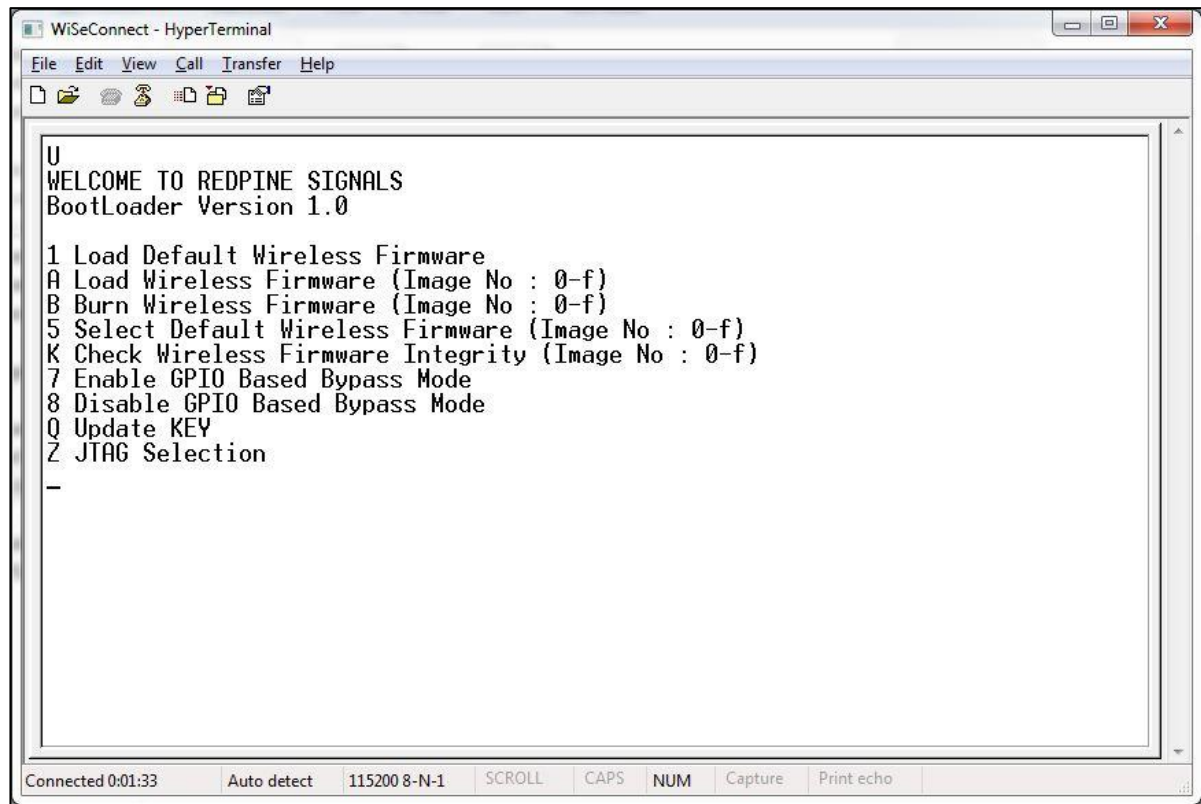 WiSeConnect - HyperTerminal
File Edit View Call Transfer Help
U
WELCOME TO REDPINE SIGNALS
BootLoader Version 1.0
1 Load Default Wireless Firmware
A Load Wireless Firmware (Image No : 0-f)
B Burn Wireless Firmware (Image No : 0-f)
5 Select Default Wireless Firmware (Image No : 0-f)
K Check Wireless Firmware Integrity (Image No : 0-f)
7 Enable GPIO Based Bypass Mode
8 Disable GPIO Based Bypass Mode
Q Update KEY
Z JTAG Selection
_
Connected 0:01:33 Auto detect 115200 8-N-1 SCROLL CAPS NUM Capture Print echo